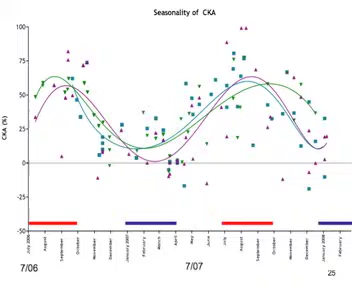 Seasonality of CKA
100
75
50
25
0
-25
-50
CKA (%)
July 2006
August
September
October
November
December
January 2007
February
March
April
May
June
July
August
September
October
November
December
January 2008
February
7/06
7/07
25